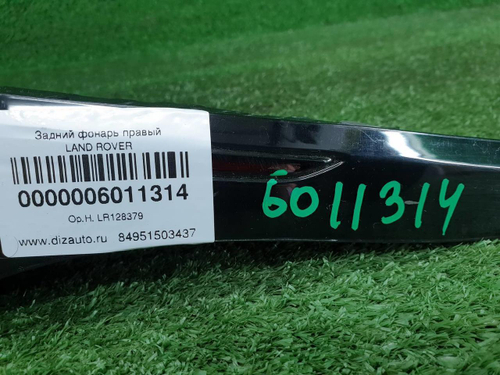 Задний фонарь правый
LAND ROVER
0000006011314
Ор.Н. LR128379
www.dizauto.ru 84951503437
6011314